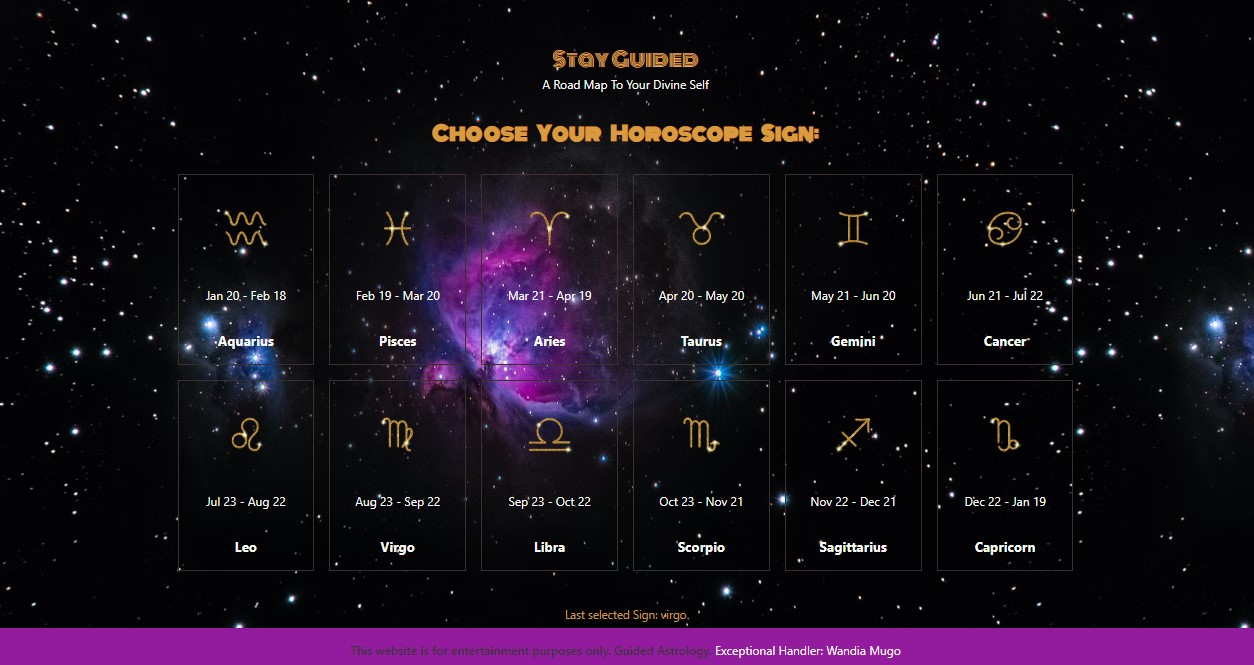 Stay Guided
A Road Map To Your Divine Self
Choose Your Horoscope Sign:
Jan 20 - Feb 18
Feb 19 - Mar 20
Mar 21 - Apr 19
Apr 20 - May 20
May 21 - Jun 20
Jun 21 - Jul 22
Aquarius
Pisces
Aries
Taurus
Gemini
Cancer
Jul 23 - Aug 22
Aug 23 - Sep 22
Sep 23 - Oct 22
Oct 23 - Nov 21
Nov 22 - Dec 21
Dec 22 - Jan 19
Leo
Virgo
Libra
Scorpio
Sagittarius
Capricorn
Last selected Sign: virgo
This website is for entertainment purposes only. Guided Astrology. Exceptional Handler: Wandia Mugo